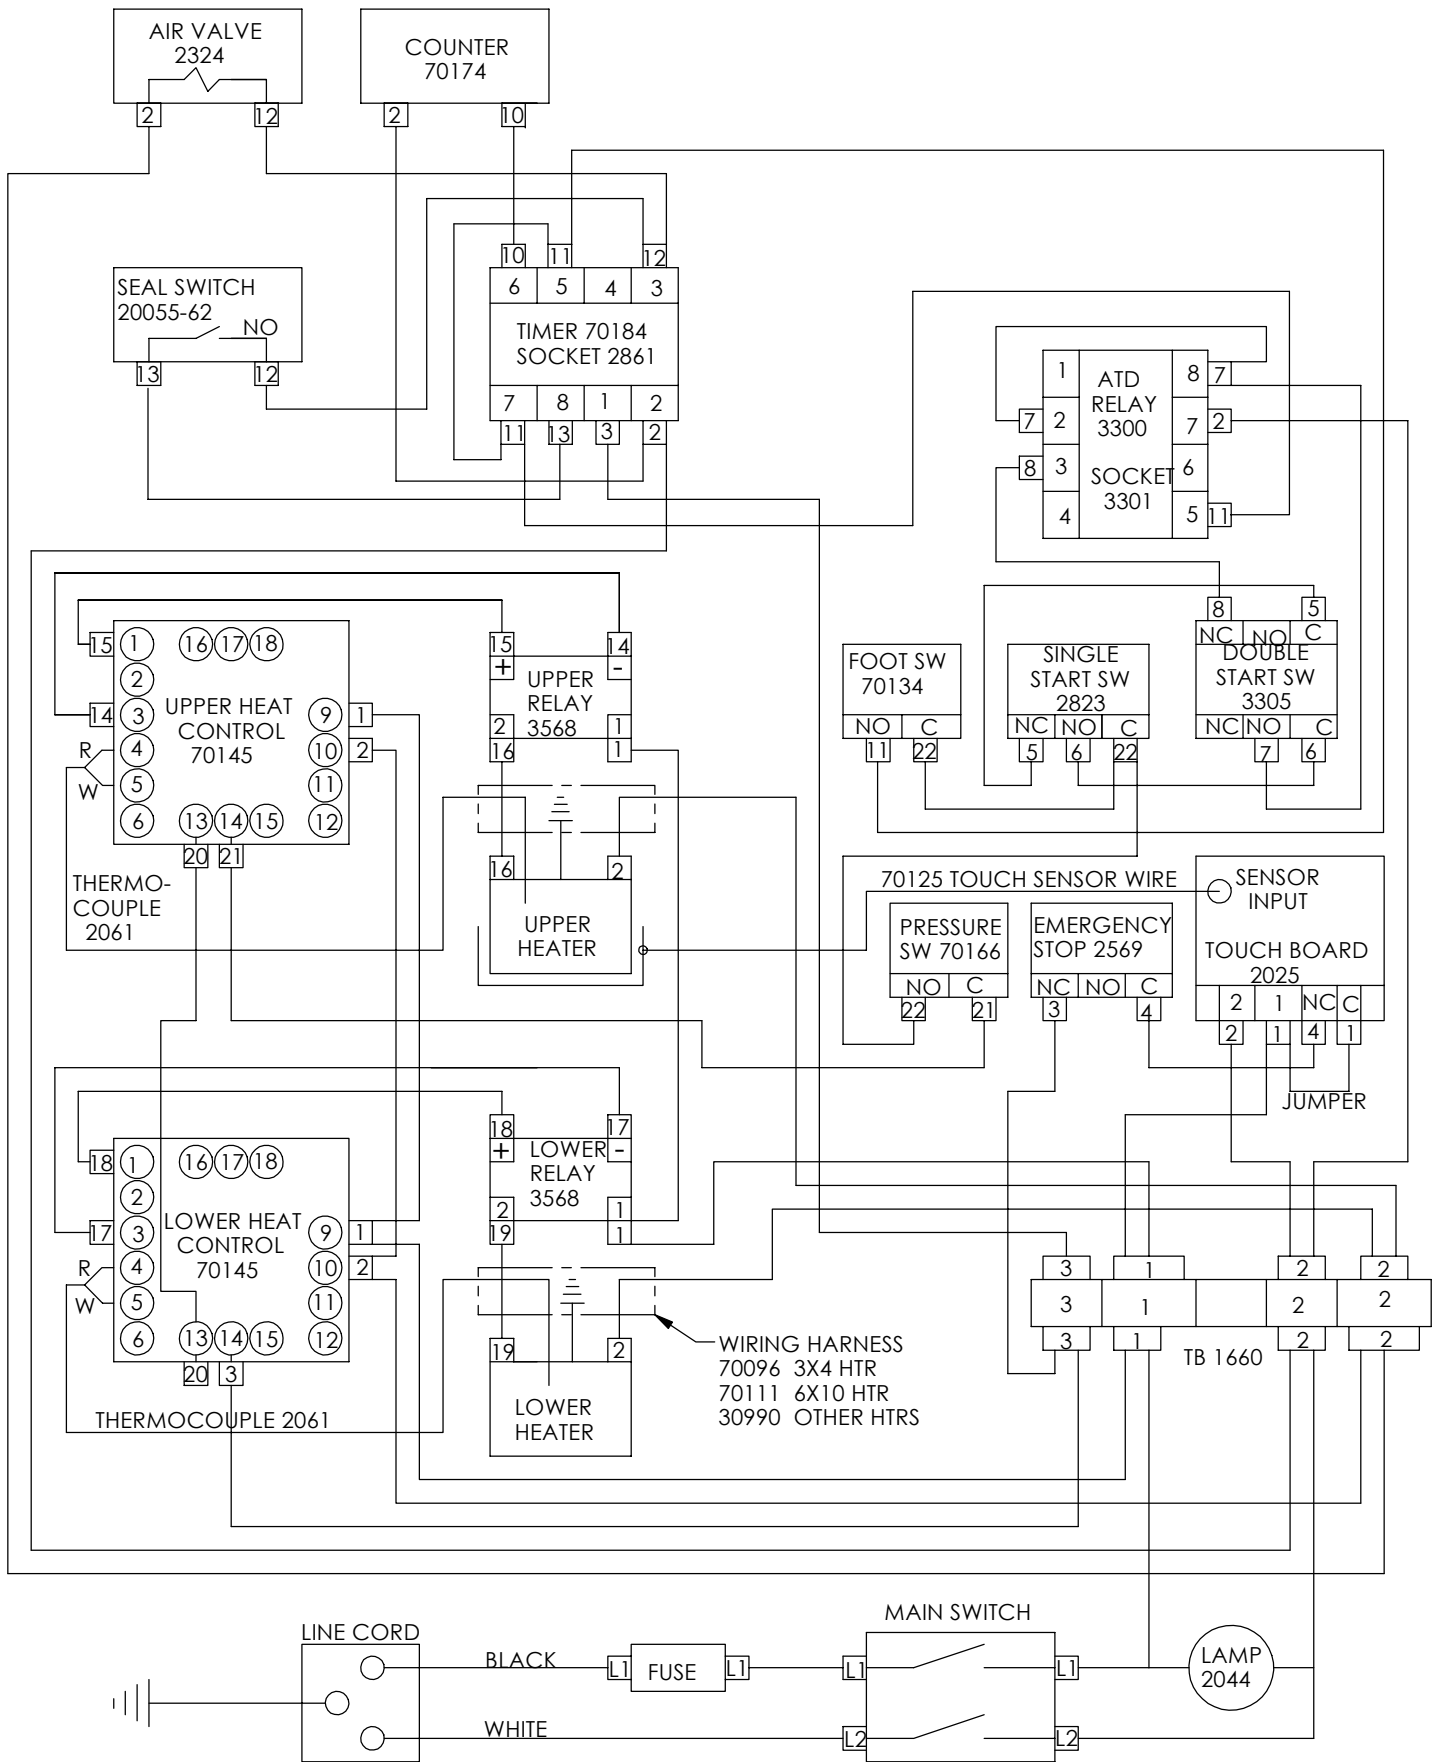 AIR VALVE
2324
2
12
COUNTER
70174
2
10
SEAL SWITCH
20055-62
NO
13
12
10
11
12
6 5 4 3
TIMER 70184
SOCKET 2861
7 8 1 2
11
13
3
2
1
ATD
RELAY
3300
8
7
7
2
7
2
8
3
SOCKET
3301
6
4
5
11
15
14
15
1
16 17 18
2
14
3
UPPER HEAT
CONTROL
70145
9
1
R
4
10
2
W
5
11
6
13 14 15
12
20
21
THERMO-
COUPLE
2061
+
-
UPPER
RELAY
3568
2
1
16
1
16
2
UPPER
HEATER
FOOT SW
70134
NO C
11
22
SINGLE
START SW
2823
NC NO C
5
6
22
8
5
NC NO C
DOUBLE
START SW
3305
NC NO C
7
6
70125 TOUCH SENSOR WIRE
SENSOR
INPUT
PRESSURE
SW 70166
NO C
22
21
EMERGENCY
STOP 2569
NC NO C
3
4
TOUCH BOARD
2025
2 1 NC C
2
1
4
1
JUMPER
18
1
16 17 18
2
17
3
LOWER HEAT
CONTROL
70145
9
1
R
4
10
2
W
5
11
6
13 14 15
12
20
3
THERMOCOUPLE 2061
18
17
+
-
LOWER
RELAY
3568
2
1
19
1
19
2
LOWER
HEATER
WIRING HARNESS
70096 3X4 HTR
70111 6X10 HTR
30990 OTHER HTRS
3
1
2
2
3 1 2 2
3
1
2
2
TB 1660
MAIN SWITCH
LINE CORD
BLACK
L1
FUSE
L1
L1
L1
LAMP
2044
WHITE
L2
L2